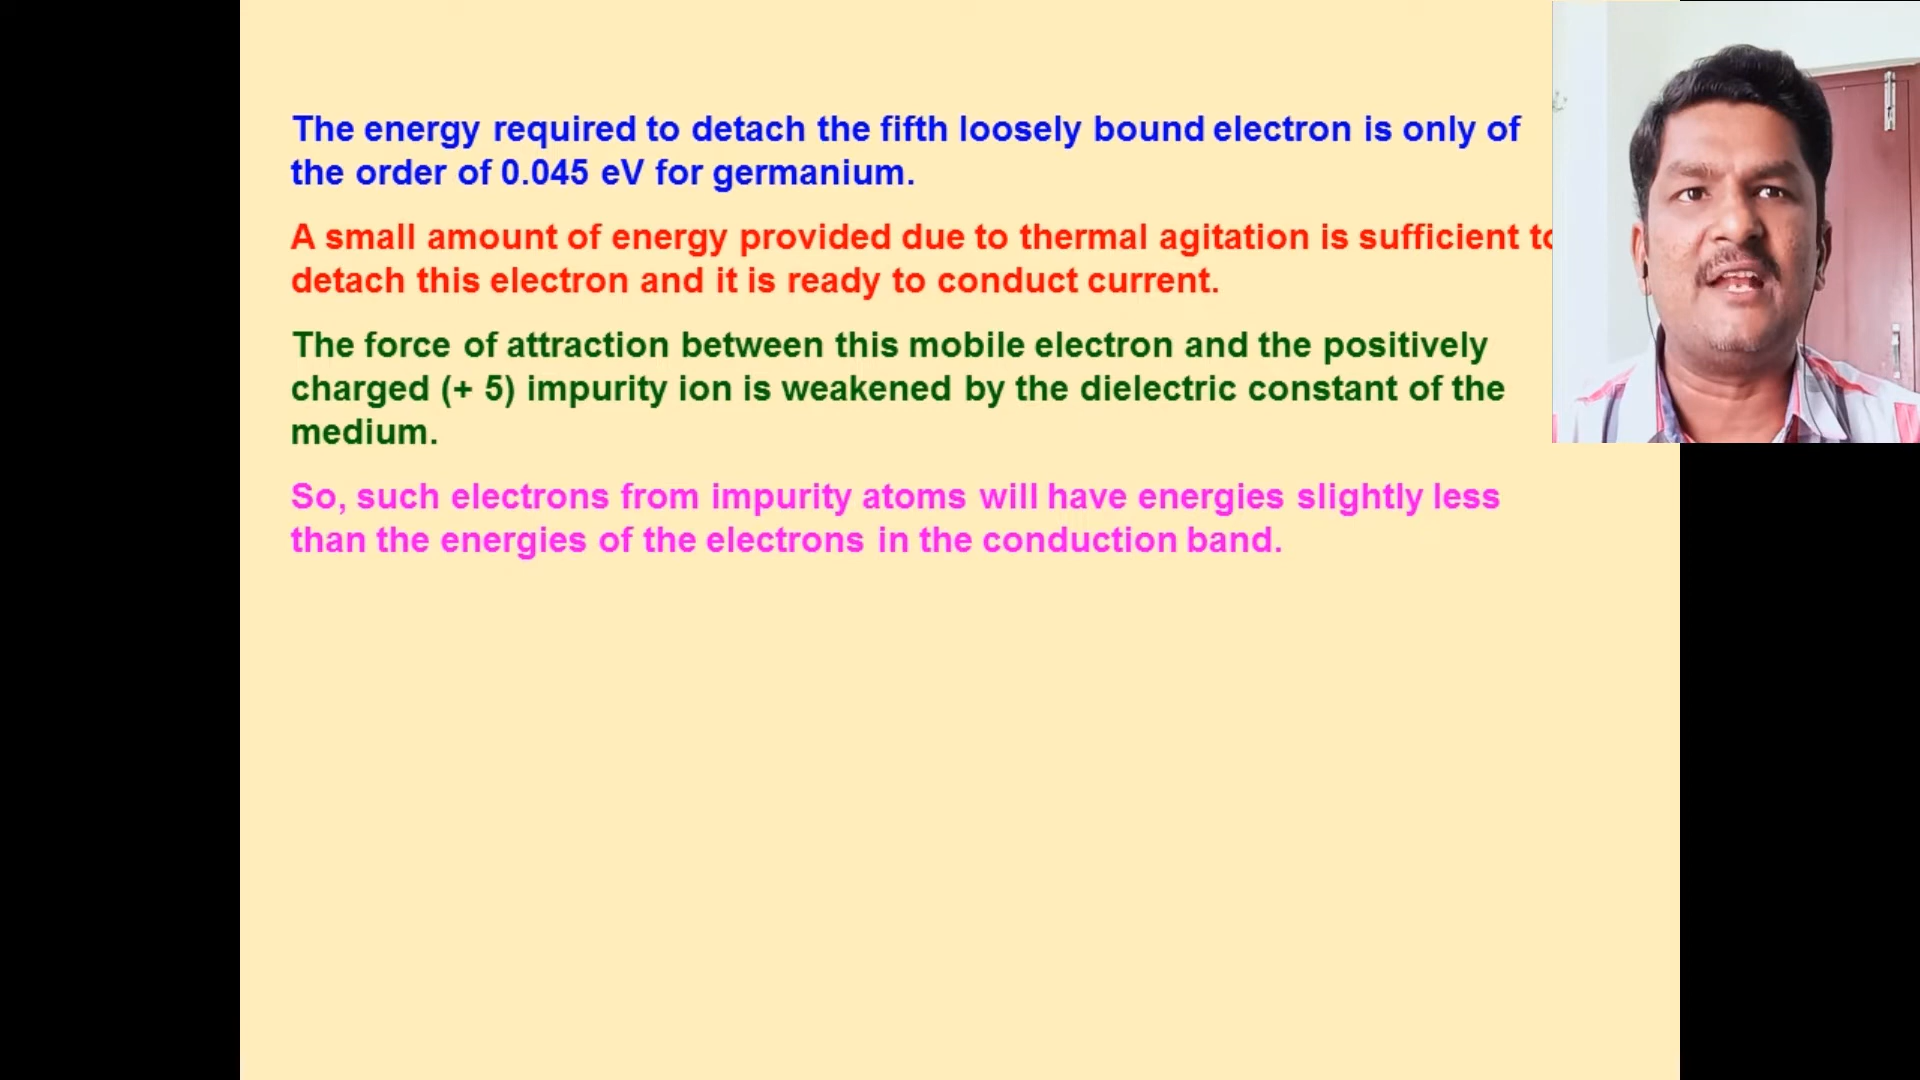 The energy required to detach the fifth loosely bound electron is only of
the order of 0.045 eV for germanium.
A small amount of energy provided due to thermal agitation is sufficient to
detach this electron and it is ready to conduct current.
The force of attraction between this mobile electron and the positively
charged (+ 5) impurity ion is weakened by the dielectric constant of the
medium.
So, such electrons from impurity atoms will have energies slightly less
than the energies of the electrons in the conduction band.